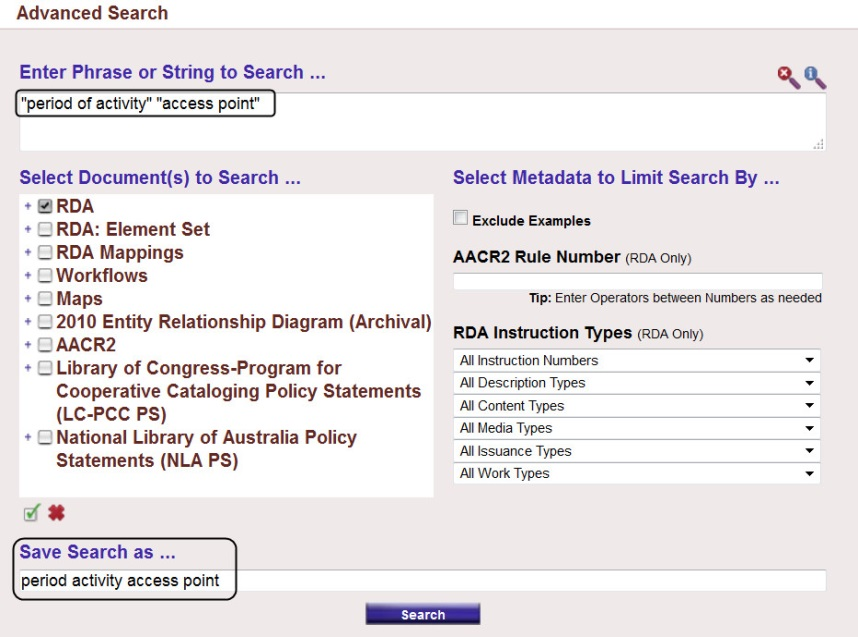 Advanced Search
Enter Phrase or String to Search ...
"period of activity" "access point"
Select Document(s) to Search ...
RDA
RDA: Element Set
RDA Mappings
Workflows
Maps
2010 Entity Relationship Diagram (Archival)
AACR2
Library of Congress-Program for
Cooperative Cataloging Policy Statements
(LC-PCC PS)
National Library of Australia Policy
Statements (NLA PS)
Select Metadata to Limit Search By ...
Exclude Examples
AACR2 Rule Number (RDA Only)
Tip: Enter Operators between Numbers as needed
RDA Instruction Types (RDA Only)
All Instruction Numbers
All Description Types
All Content Types
All Media Types
All Issuance Types
All Work Types
Save Search as ...
period activity access point
Search